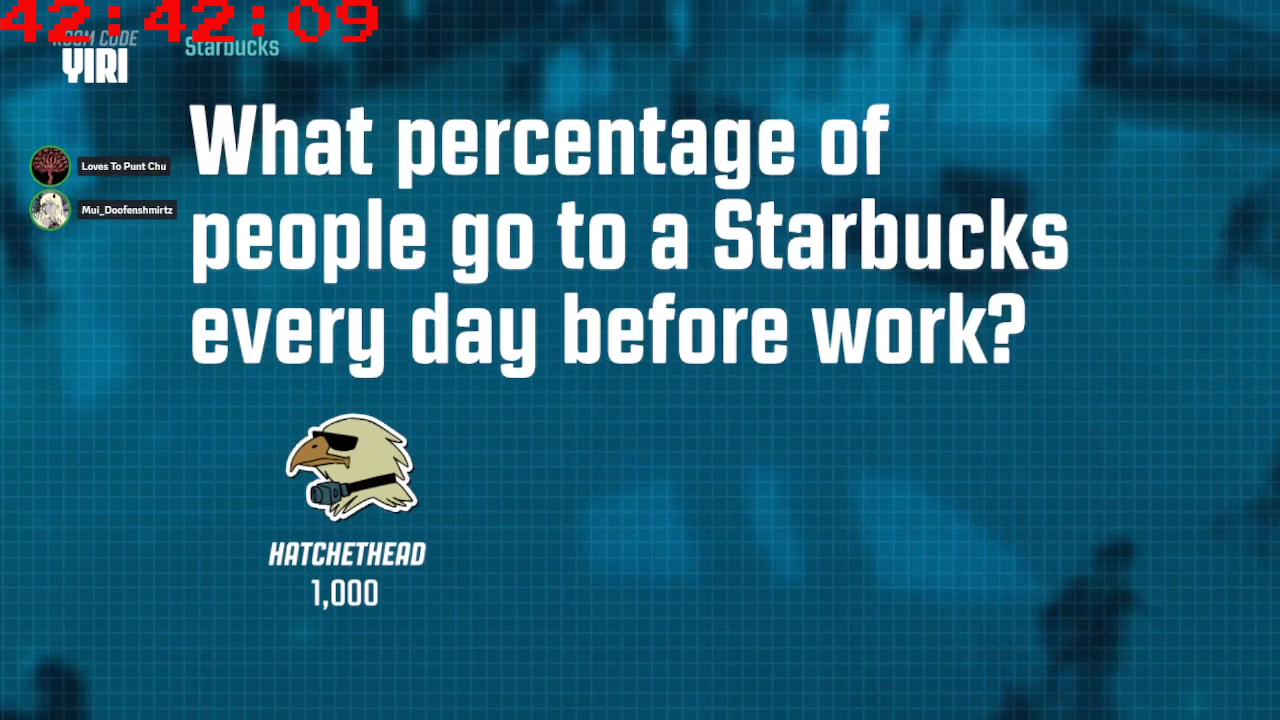 42:42:09
ROOM CODE
YIRI
Starbucks
What percentage of
people go to a Starbucks
every day before work?
Loves To Punt Chu
Mui_Doofenshmirtz
HATCHETHEAD
1,000